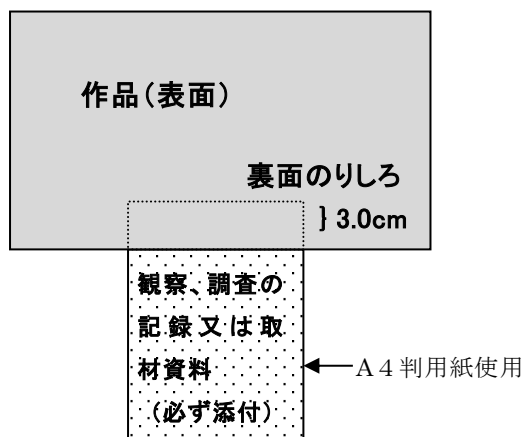 作品（表面）
裏面のりしろ
} 3.0cm
観察、調査の
記録又は取
材資料
（必ず添付）
A４判用紙使用